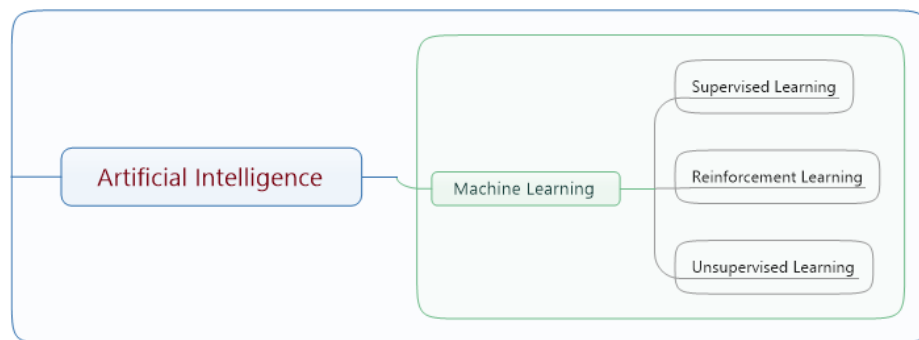 Artificial Intelligence
Machine Learning
Supervised Learning
Reinforcement Learning
Unsupervised Learning